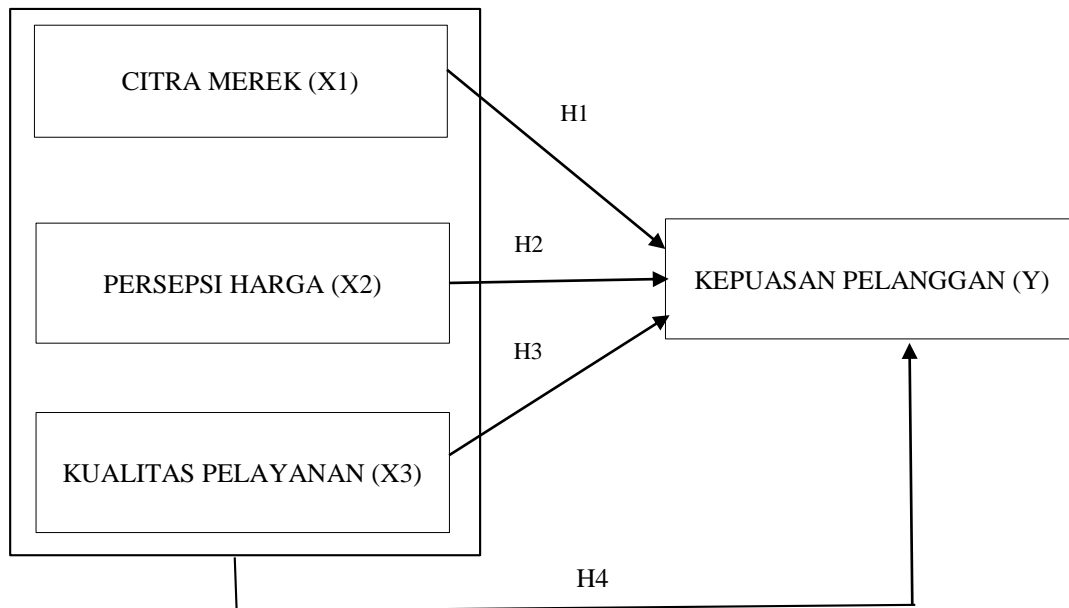 CITRA MEREK (X1)
H1
H2
PERSEPSI HARGA (X2)
KEPUASAN PELANGGAN (Y)
H3
KUALITAS PELAYANAN (X3)
H4